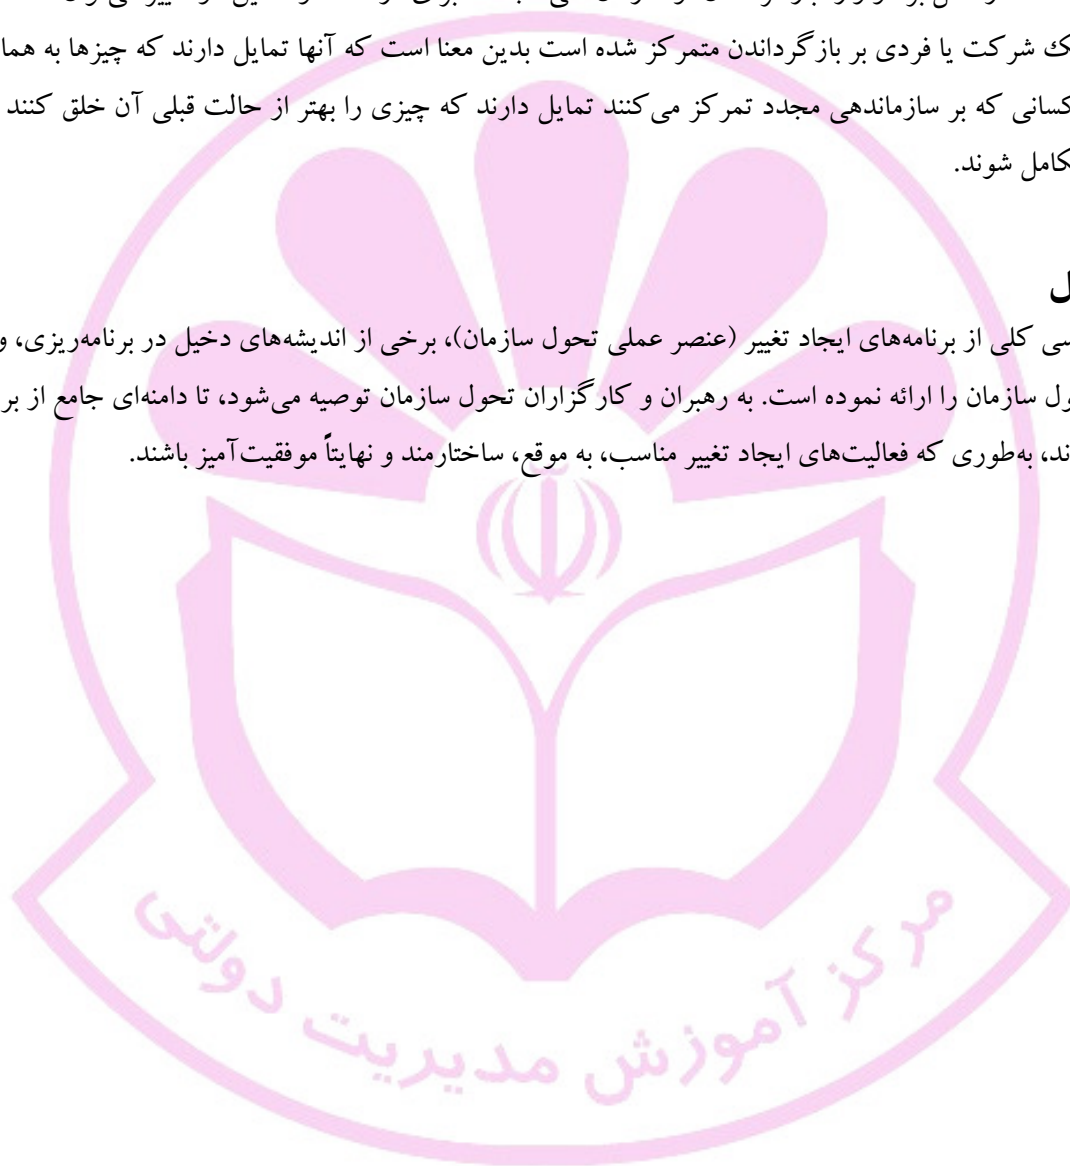 ک شرکت یا فردی بر بازگرداندن متمرکز شده است بدین معنا است که آنها تمایل دارند که چیزها به هما
کسانی که بر سازماندهی مجدد تمرکز می‌کنند تمایل دارند که چیزی را بهتر از حالت قبلی آن خلق کنند
کامل شوند.
ل
سی کلی از برنامه‌های ایجاد تغییر (عنصر عملی تحول سازمان)، برخی از اندیشه‌های دخیل در برنامه‌ریزی، و
ول سازمان را ارائه نموده است. به رهبران و کارگزاران تحول سازمان توصیه می‌شود، تا دامنه‌ای جامع از بر
ند، به‌طوری که فعالیت‌های ایجاد تغییر مناسب، به موقع، ساختارمند و نهایتاً موفقیت‌آمیز باشند.
مرکز آموزش مدیریت دولتی